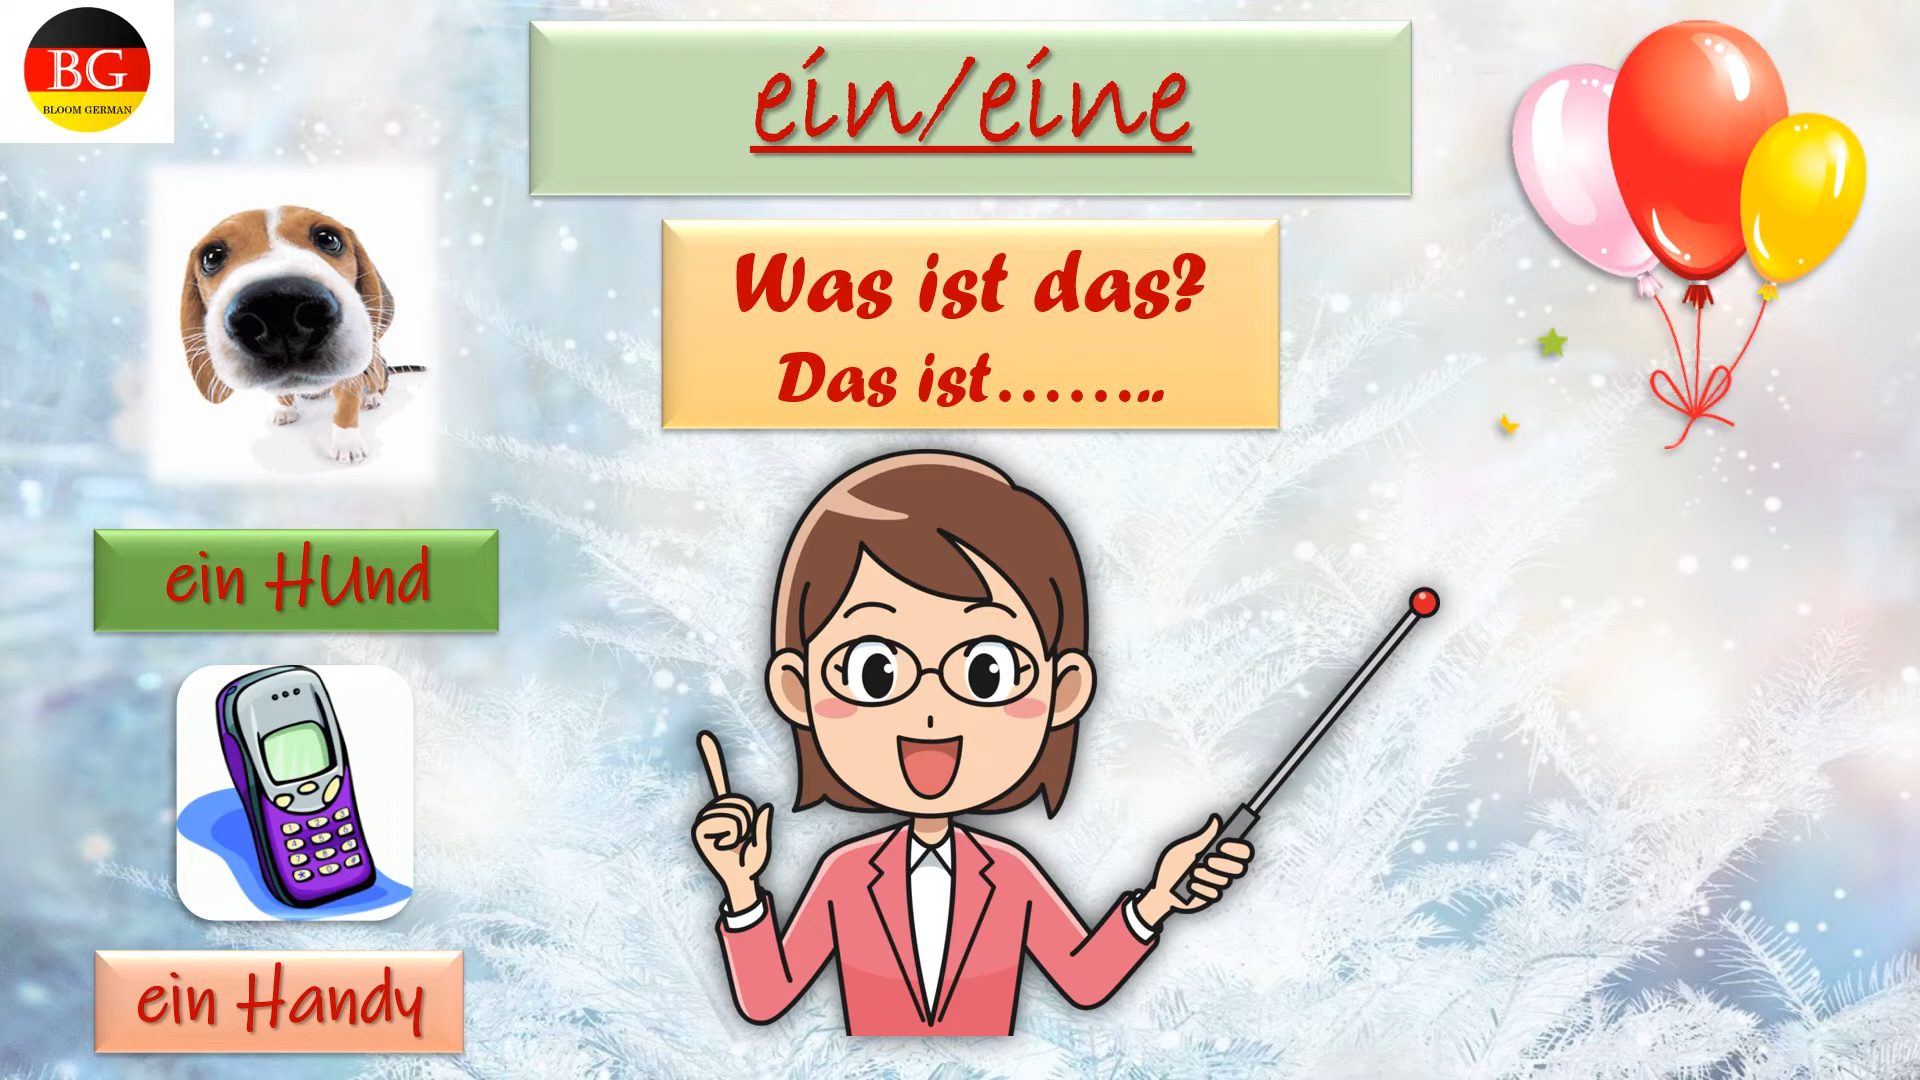 BG
BLOOM GERMAN
ein/eine
Was ist das?
Das ist……..
ein HUnd
ein Handy